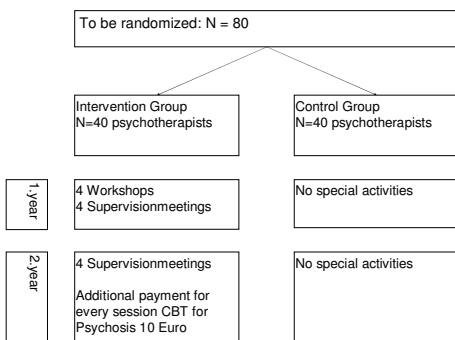 To be randomized: N = 80
Intervention Group
N=40 psychotherapists
Control Group
N=40 psychotherapists
1.year
4 Workshops
4 Supervisionmeetings
No special activities
2.year
4 Supervisionmeetings
Additional payment for
every session CBT for
Psychosis 10 Euro
No special activities